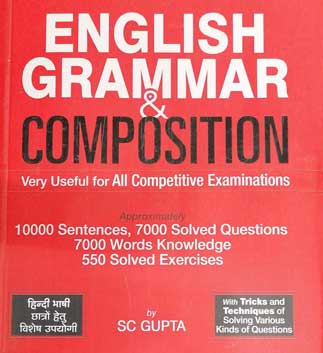 ENGLISH
GRAMMAR
&
COMPOSITION
Very Useful for All Competitive Examinations
Approximately
10000 Sentences, 7000 Solved Questions
7000 Words Knowledge
550 Solved Exercises
हिन्दी भाषी
छात्रों हेतु
विशेष उपयोगी
by
SC GUPTA
With Tricks and
Techniques of
Solving Various
Kinds of Questions